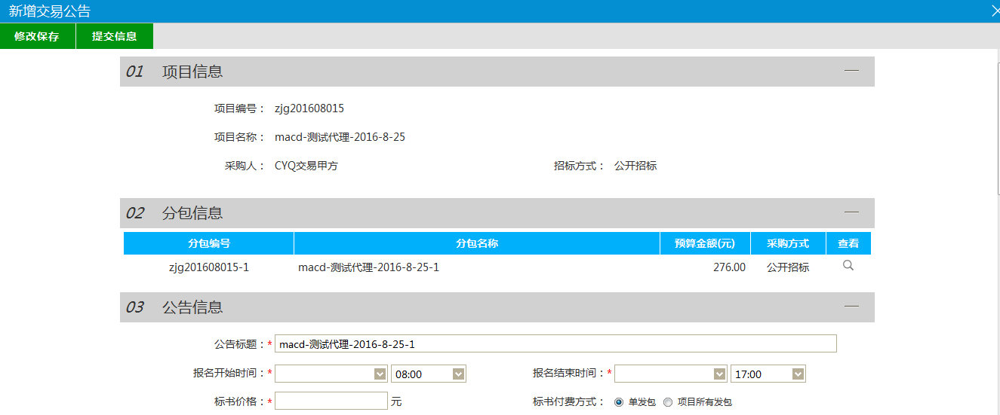 新增交易公告
修改保存 提交信息
01 项目信息
项目编号： zjg201608015
项目名称： macd-测试代理-2016-8-25
采购人： CYQ交易甲方 招标方式： 公开招标
02 分包信息
分包编号 分包名称 预算金额(元) 采购方式 查看
zjg201608015-1 macd-测试代理-2016-8-25-1 276.00 公开招标
03 公告信息
公告标题：* macd-测试代理-2016-8-25-1
报名开始时间：* 08:00 报名结束时间：* 17:00
标书价格：* 元 标书付费方式： 单发包 项目所有发包